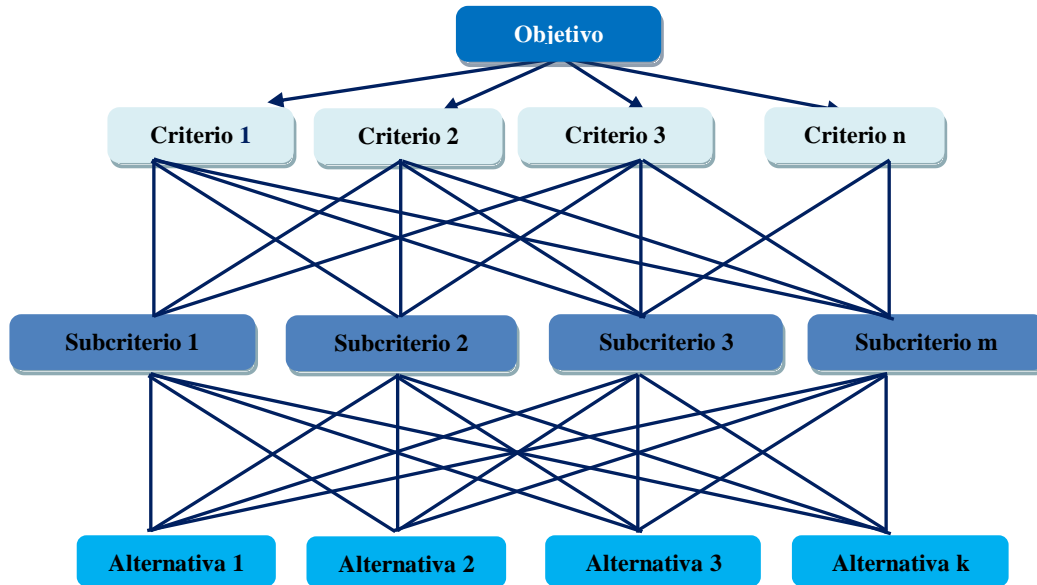 Objetivo
Criterio 1
Criterio 2
Criterio 3
Criterio n
Subcriterio 1
Subcriterio 2
Subcriterio 3
Subcriterio m
Alternativa 1
Alternativa 2
Alternativa 3
Alternativa k